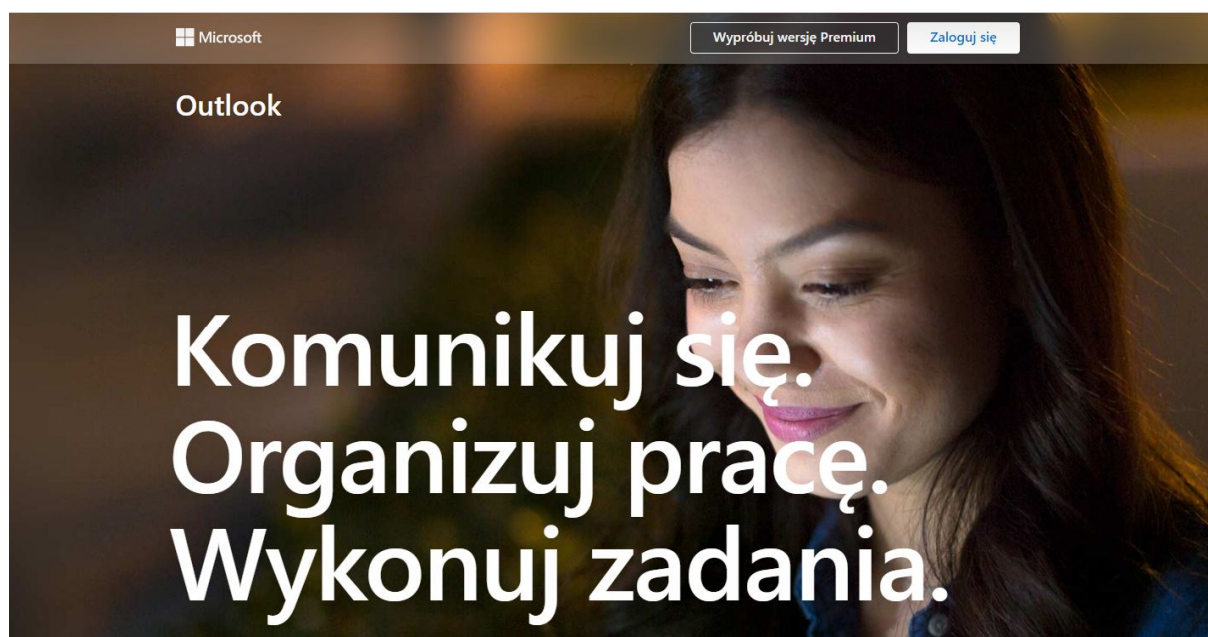 Microsoft
Wypróbuj wersję Premium
Zaloguj się
Outlook
Komunikuj się.
Organizuj pracę.
Wykonuj zadania.